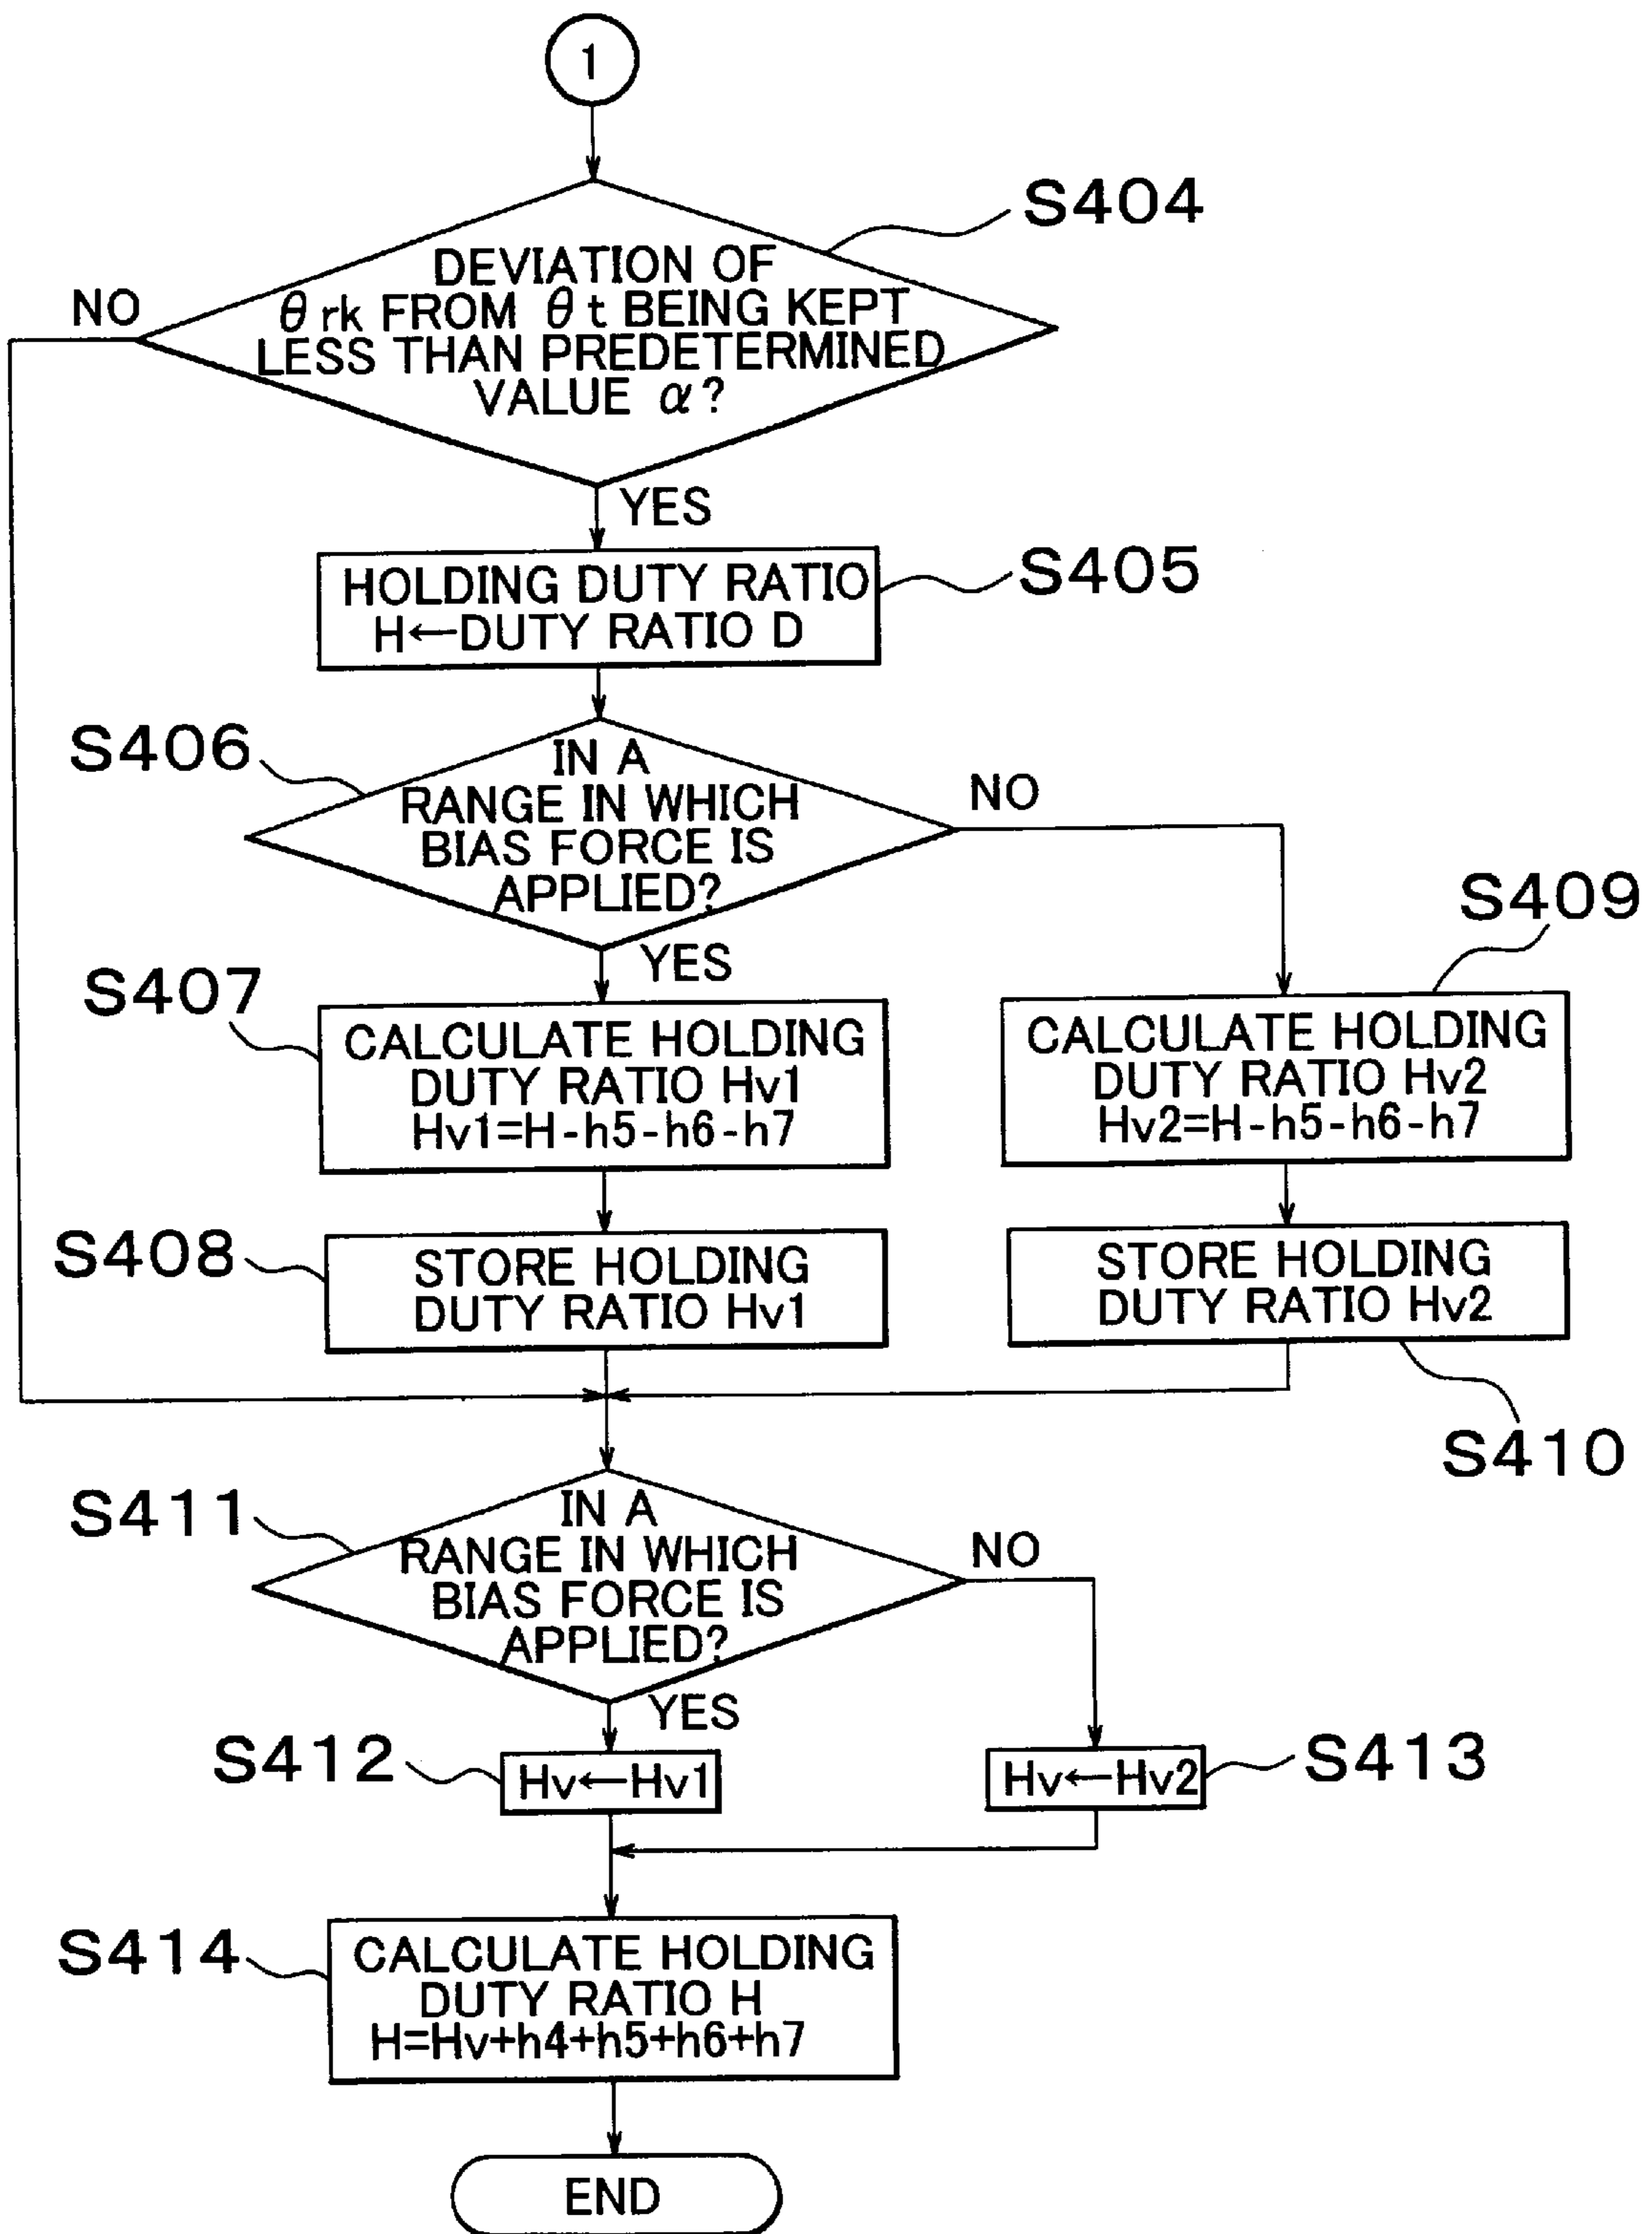 1
S404
DEVIATION OF
θrk FROM θt BEING KEPT
LESS THAN PREDETERMINED
VALUE α?
NO
YES
S405
HOLDING DUTY RATIO
H←DUTY RATIO D
S406
IN A
RANGE IN WHICH
BIAS FORCE IS
APPLIED?
NO
YES
S407
CALCULATE HOLDING
DUTY RATIO Hv1
Hv1=H-h5-h6-h7
S409
CALCULATE HOLDING
DUTY RATIO Hv2
Hv2=H-h5-h6-h7
S408
STORE HOLDING
DUTY RATIO Hv1
STORE HOLDING
DUTY RATIO Hv2
S410
S411
IN A
RANGE IN WHICH
BIAS FORCE IS
APPLIED?
NO
YES
S412
Hv←Hv1
Hv←Hv2
S413
S414
CALCULATE HOLDING
DUTY RATIO H
H=Hv+h4+h5+h6+h7
END